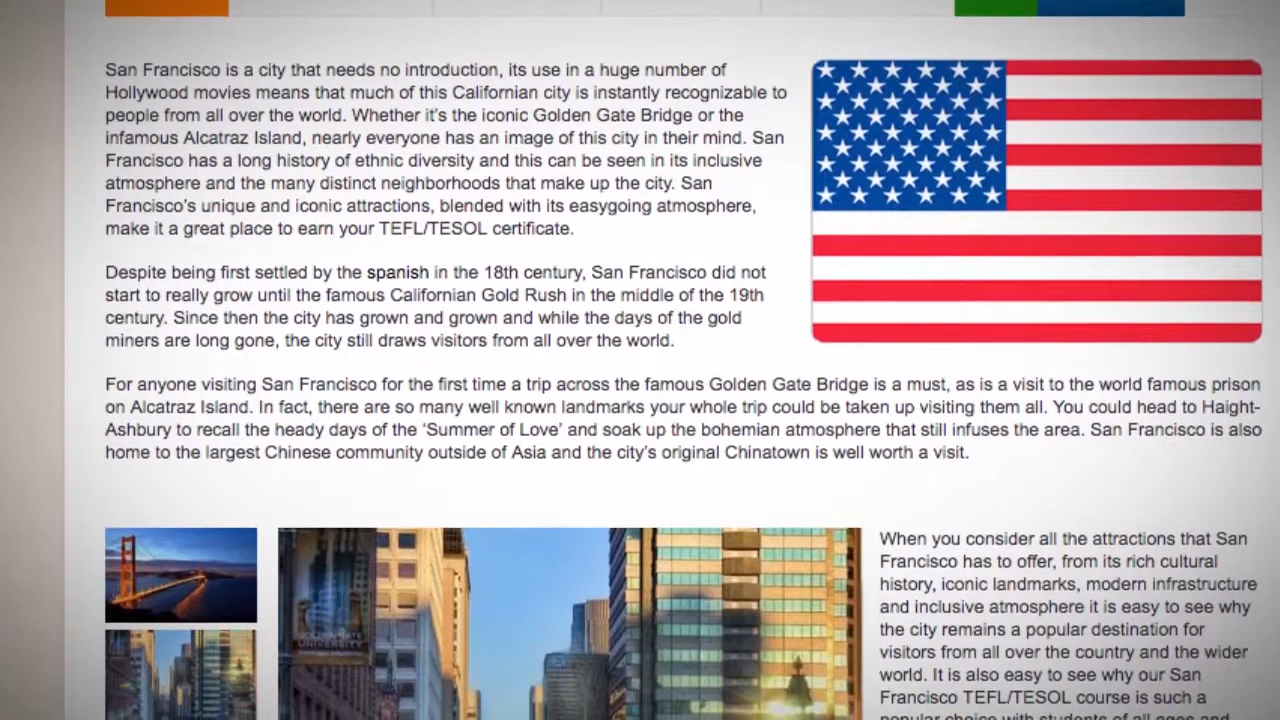 San Francisco is a city that needs no introduction, its use in a huge number of
Hollywood movies means that much of this Californian city is instantly recognizable to
people from all over the world. Whether it's the iconic Golden Gate Bridge or the
infamous Alcatraz Island, nearly everyone has an image of this city in their mind. San
Francisco has a long history of ethnic diversity and this can be seen in its inclusive
atmosphere and the many distinct neighborhoods that make up the city. San
Francisco's unique and iconic attractions, blended with its easygoing atmosphere,
make it a great place to earn your TEFL/TESOL certificate.
Despite being first settled by the spanish in the 18th century, San Francisco did not
start to really grow until the famous Californian Gold Rush in the middle of the 19th
century. Since then the city has grown and grown and while the days of the gold
miners are long gone, the city still draws visitors from all over the world.
For anyone visiting San Francisco for the first time a trip across the famous Golden Gate Bridge is a must, as is a visit to the world famous prison
on Alcatraz Island. In fact, there are so many well known landmarks your whole trip could be taken up visiting them all. You could head to Haight-
Ashbury to recall the heady days of the ‘Summer of Love’ and soak up the bohemian atmosphere that still infuses the area. San Francisco is also
home to the largest Chinese community outside of Asia and the city's original Chinatown is well worth a visit.
GOLDEN GATE
UNIVERSITY
When you consider all the attractions that San
Francisco has to offer, from its rich cultural
history, iconic landmarks, modern infrastructure
and inclusive atmosphere it is easy to see why
the city remains a popular destination for
visitors from all over the country and the wider
world. It is also easy to see why our San
Francisco TEFL/TESOL course is such a
popular choice with students of all ages and